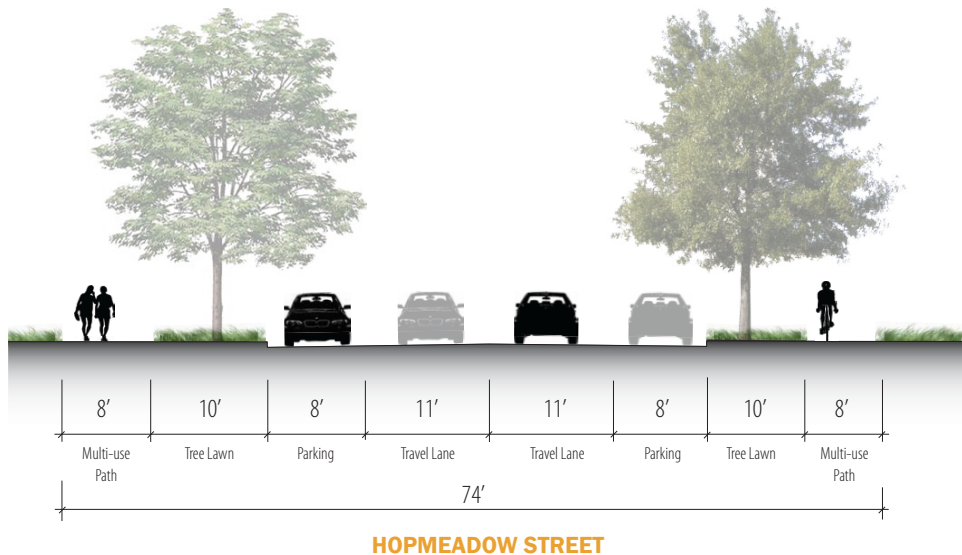 8’ 10’ 8’ 11’ 11’ 8’ 10’ 8’
Multi-use Tree Lawn Parking Travel Lane Travel Lane Parking Tree Lawn Multi-use
Path Path
74’
HOPMEADOW STREET